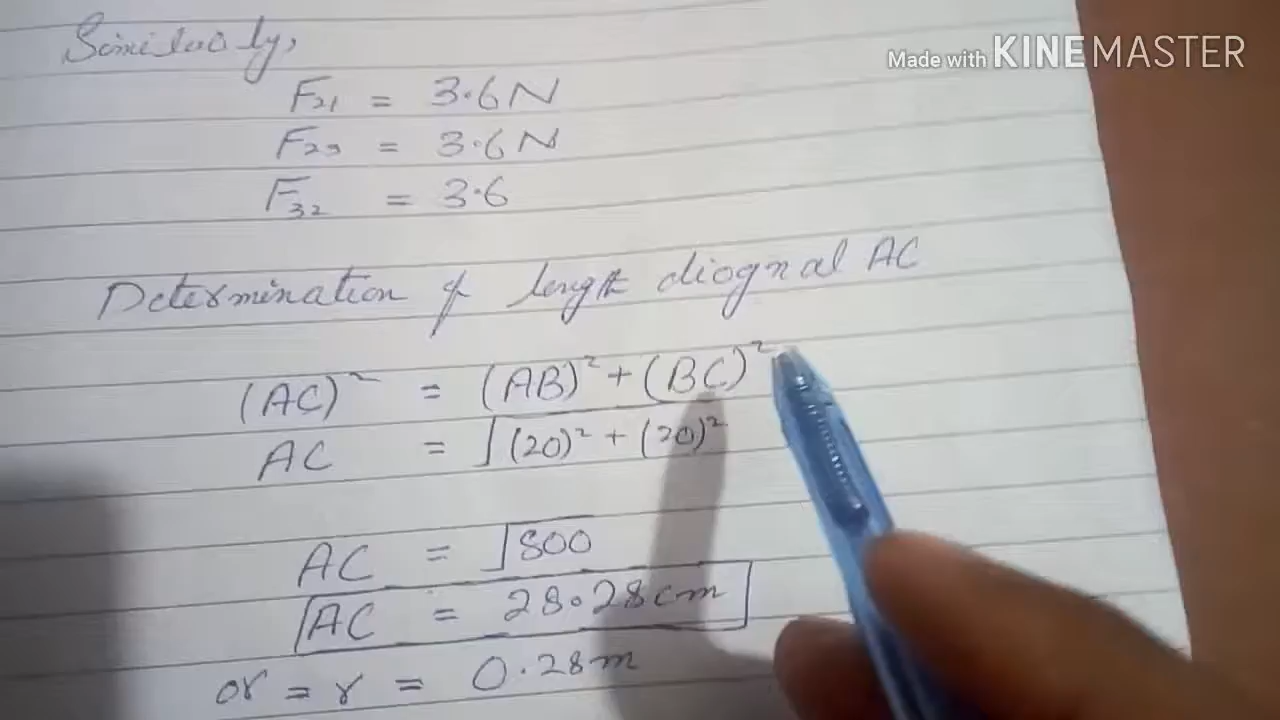 Made with KINEMASTER
Similarly,
F₂₁ = 3.6N
F₂₃ = 3.6N
F₃₂ = 3.6
Determination of length diognal AC
(AC)² = (AB)² + (BC)²
AC = √(20)² + (20)²
AC = √800
AC = 28.28cm
or = r = 0.28m